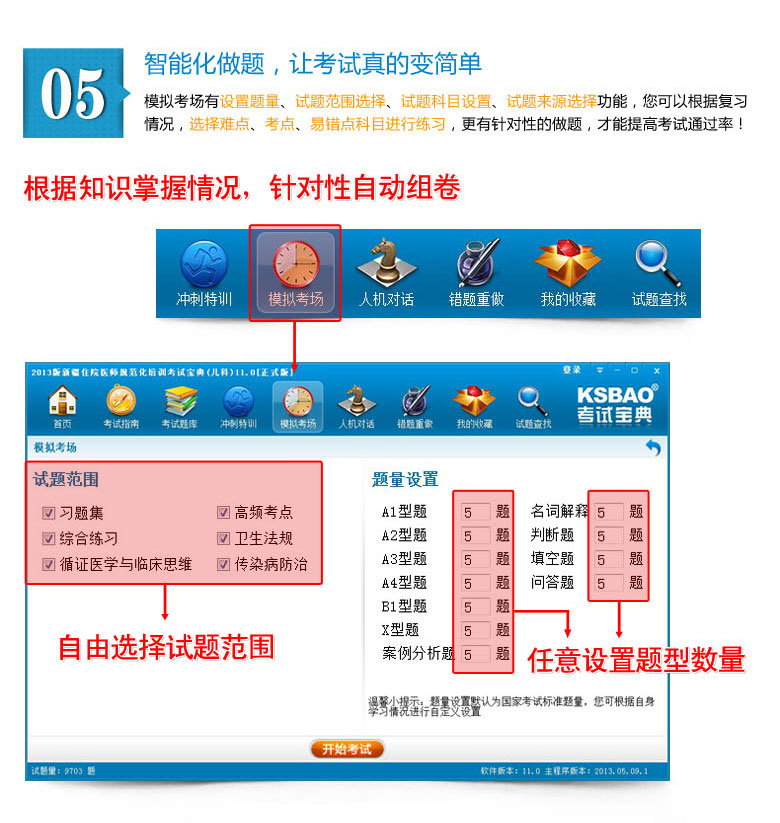 05
智能化做题，让考试真的变简单
模拟考场有设置题量、试题范围选择、试题科目设置、试题来源选择功能，您可以根据复习
情况，选择难点、考点、易错点科目进行练习，更有针对性的做题，才能提高考试通过率！
根据知识掌握情况，针对性自动组卷
冲刺特训 模拟考场 人机对话 错题重做 我的收藏 试题查找
2013版新疆住院医师规范化培训考试宝典(儿科)11.0[正式版] 登录
首页 考试指南 考试题库 冲刺特训 模拟考场 人机对话 错题重做 我的收藏 试题查找
KSBAO®
考试宝典
模拟考场
试题范围
习题集 高频考点
综合练习 卫生法规
循证医学与临床思维 传染病防治
自由选择试题范围
题量设置
A1型题 5 题 名词解释 5 题
A2型题 5 题 判断题 5 题
A3型题 5 题 填空题 5 题
A4型题 5 题 问答题 5 题
B1型题 5 题
X型题 5 题
案例分析题 5 题
任意设置题型数量
温馨小提示：题量设置默认为国家考试标准题量，您可根据自身
学习情况进行自定义设置
开始考试
试题量：9703 题 软件版本：11.0 主程序版本：2013.05.09.1